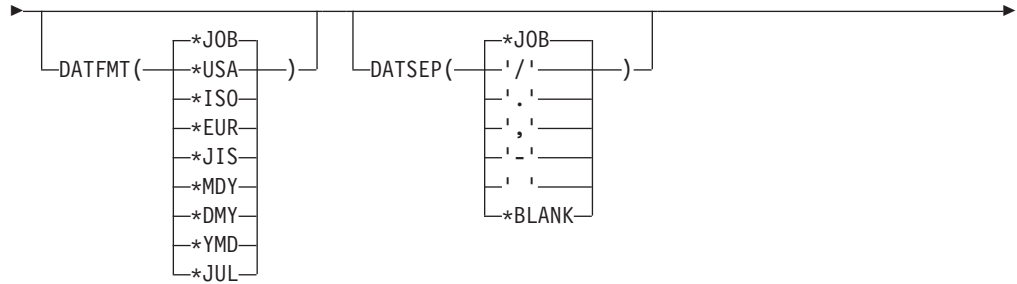 *JOB *JOB
DATFMT( *USA ) DATSEP( '/' )
*ISO '.'
*EUR ','
*JIS '-'
*MDY ' '
*DMY *BLANK
*YMD
*JUL